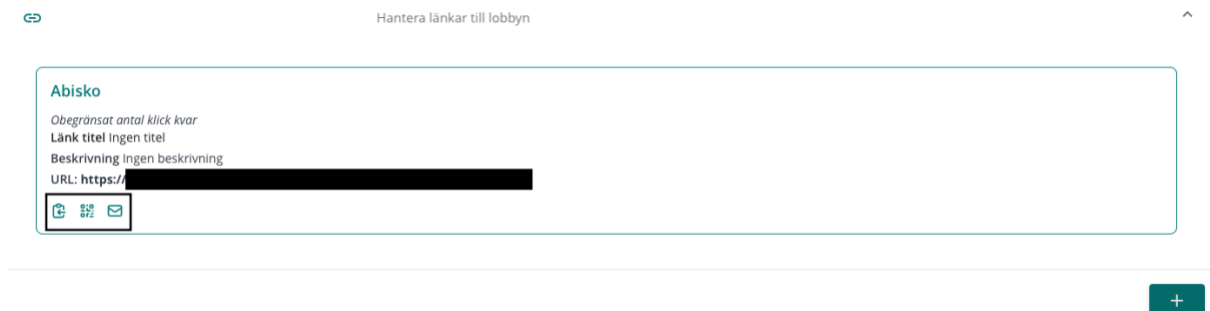 Hantera länkar till lobbyn
Abisko
Obegränsat antal klick kvar
Länk titel Ingen titel
Beskrivning Ingen beskrivning
URL: https://